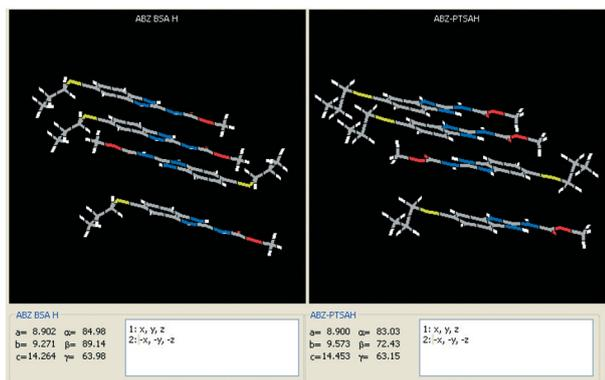 ABZ BSA H
ABZ-PTSAH
ABZ BSA H
a= 8.902 α= 84.98
b= 9.271 β= 89.14
c=14.264 γ= 63.98
1: x, y, z
2: -x, -y, -z
ABZ-PTSAH
a= 8.900 α= 83.03
b= 9.573 β= 72.43
c=14.453 γ= 63.15
1: x, y, z
2: -x, -y, -z